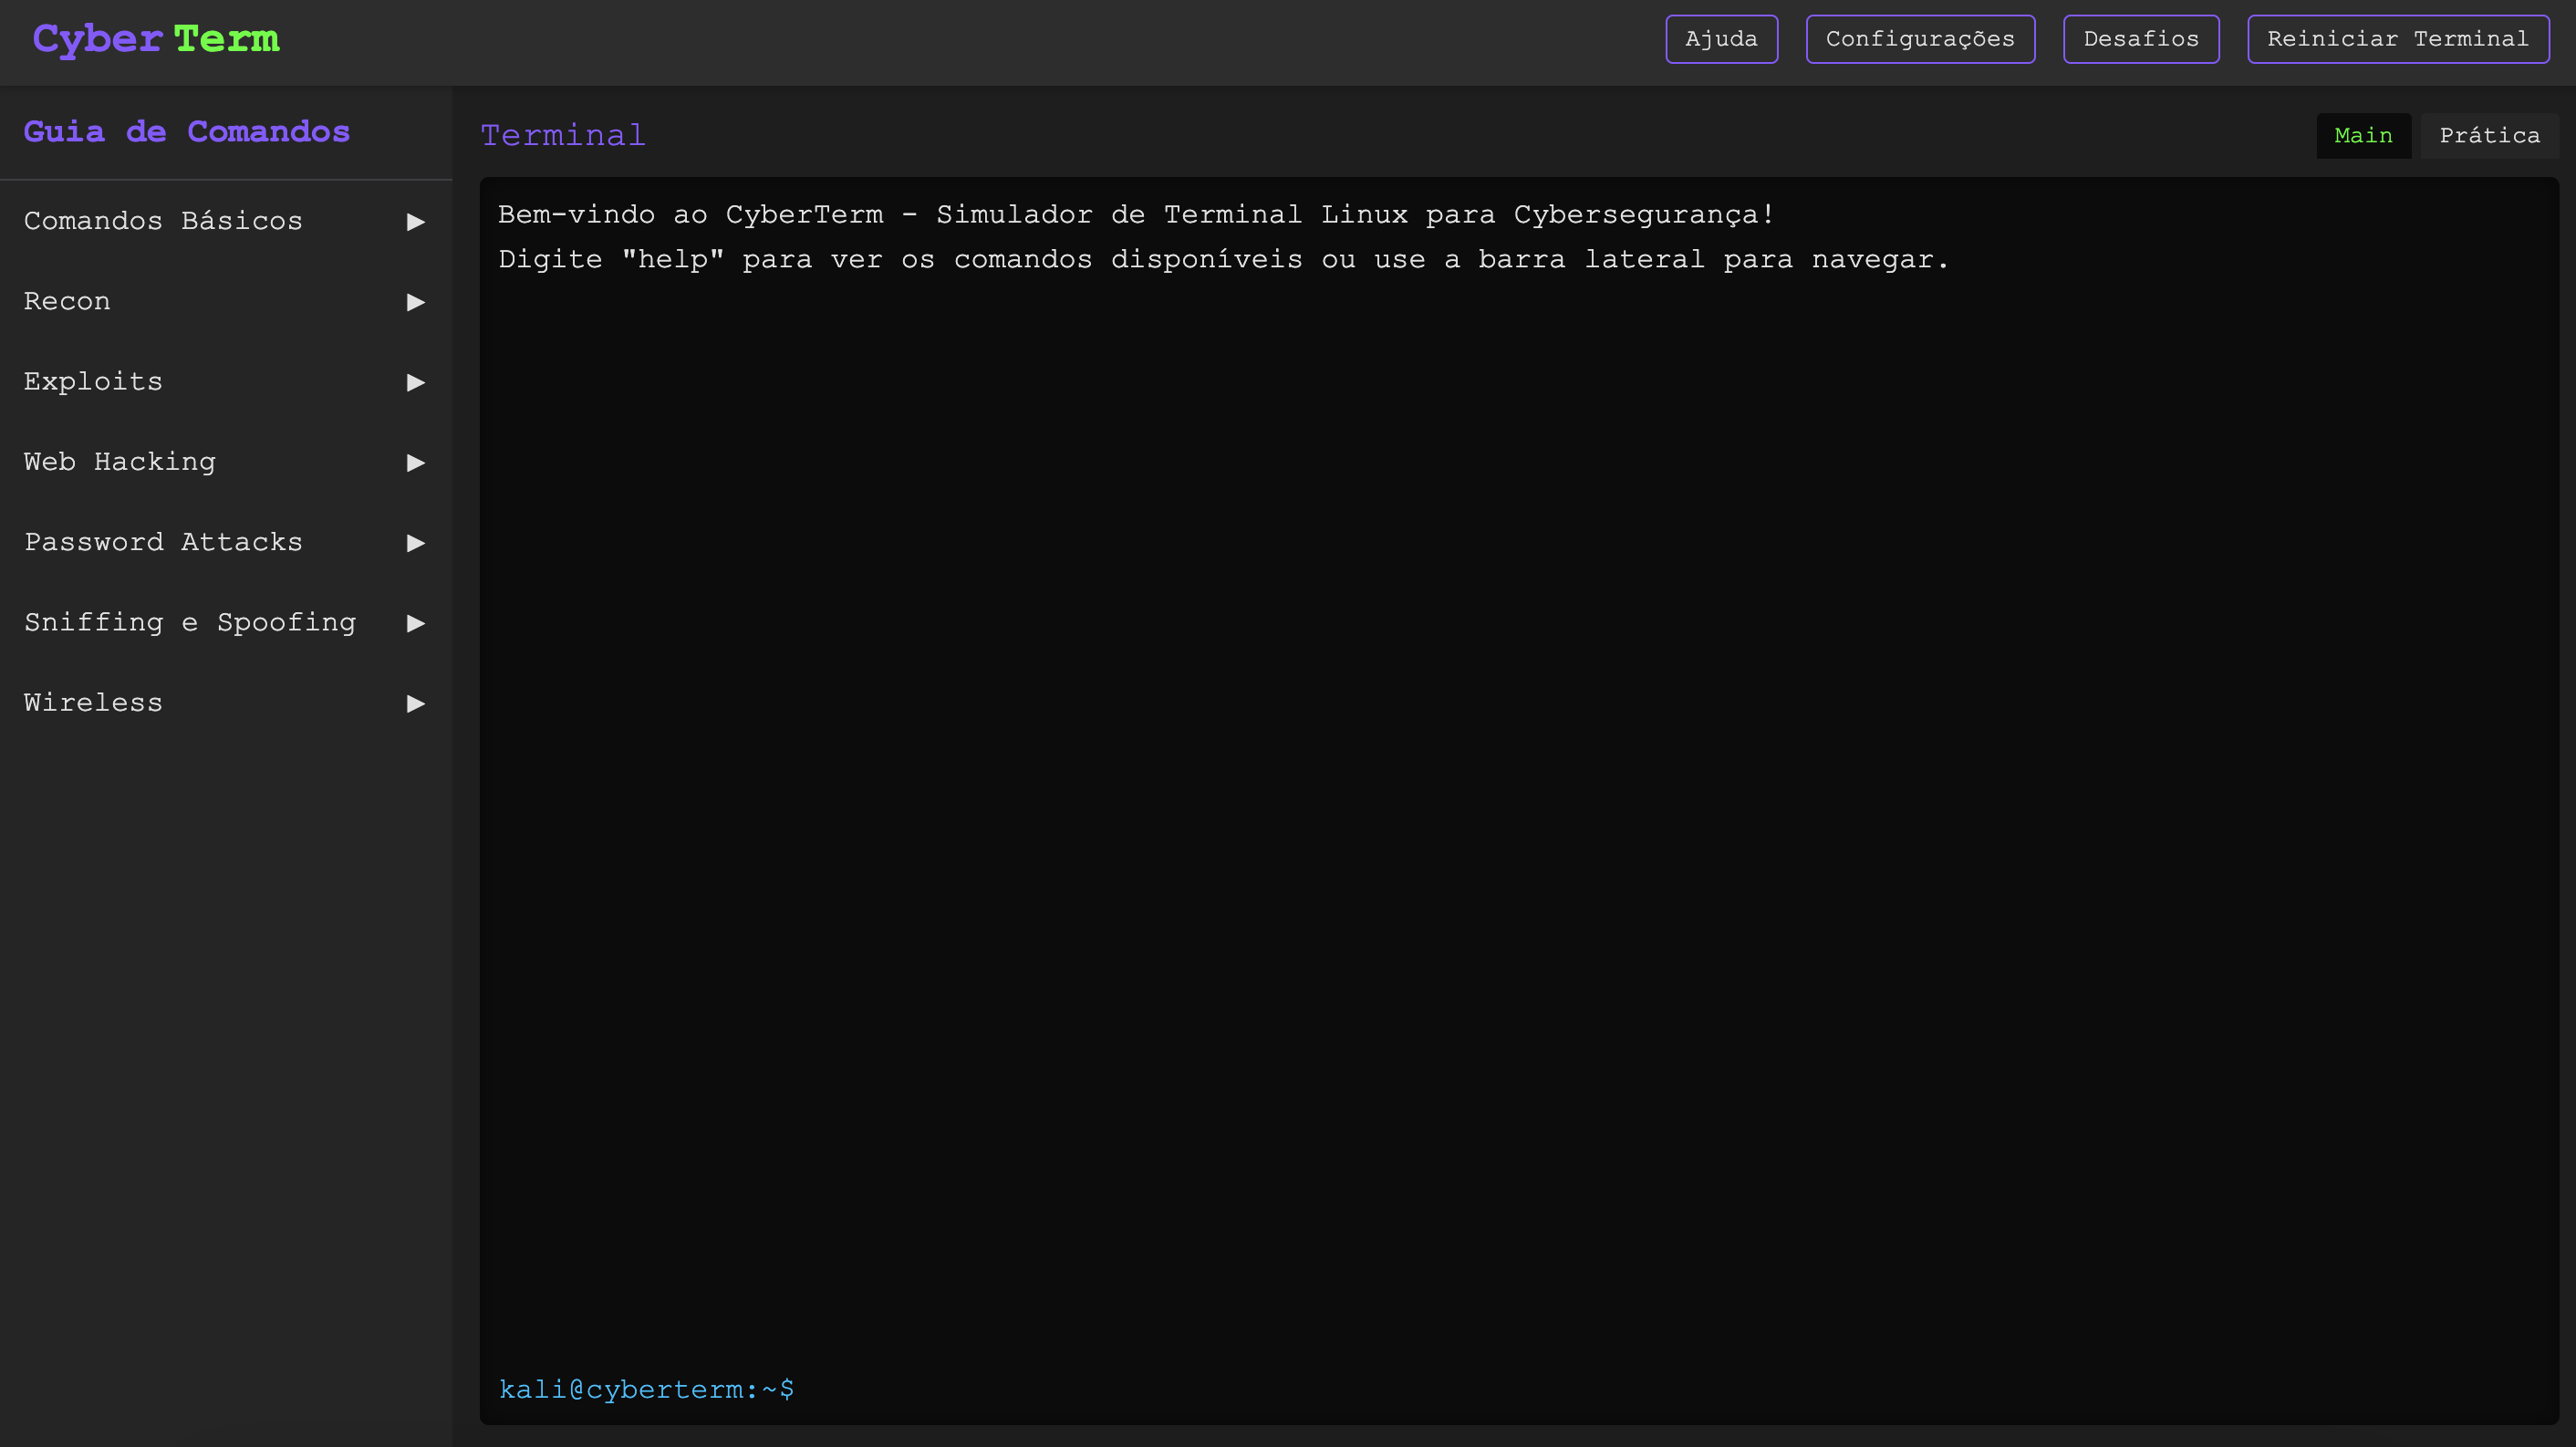 CyberTerm
Ajuda
Configurações
Desafios
Reiniciar Terminal
Guia de Comandos
Comandos Básicos
Recon
Exploits
Web Hacking
Password Attacks
Sniffing e Spoofing
Wireless
Terminal
Main
Prática
Bem-vindo ao CyberTerm - Simulador de Terminal Linux para Cybersegurança!
Digite "help" para ver os comandos disponíveis ou use a barra lateral para navegar.
kali@cyberterm:~$